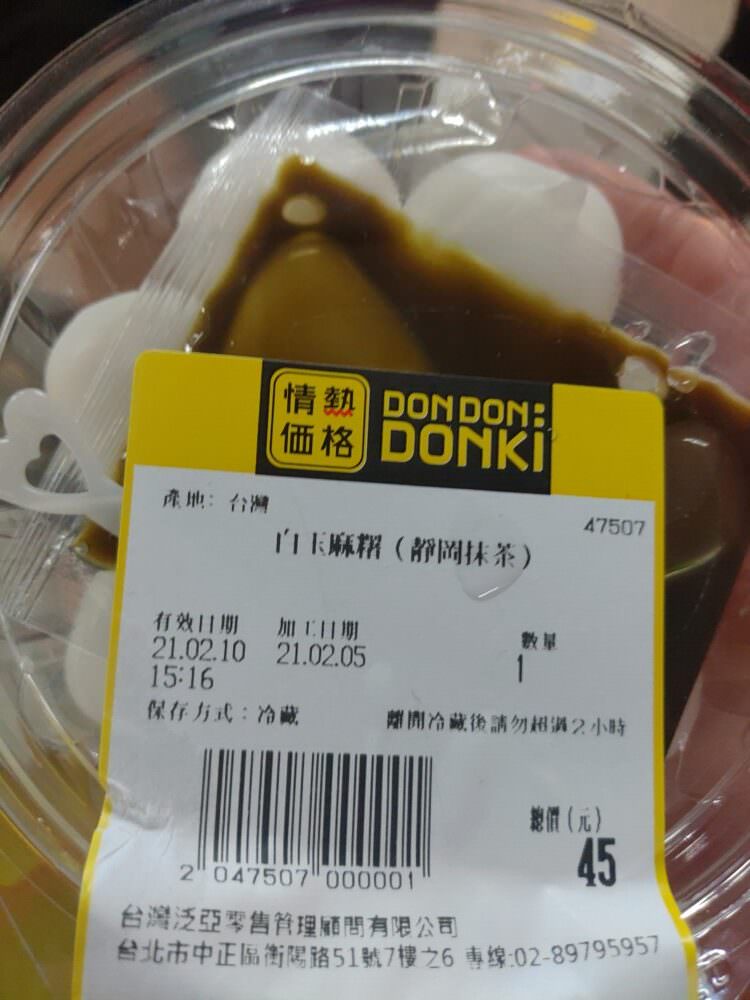 情熱
価格
DON DON:
DONKI
產地: 台灣
47507
白玉麻糬 (靜岡抹茶)
有效日期
加工日期
數量
21.02.10
21.02.05
1
15:16
保存方式：冷藏
離開冷藏後請勿超過2小時
總價(元)
45
2 047507 000001
台灣泛亞零售管理顧問有限公司
台北市中正區衡陽路51號7樓之6 專線:02-89795957